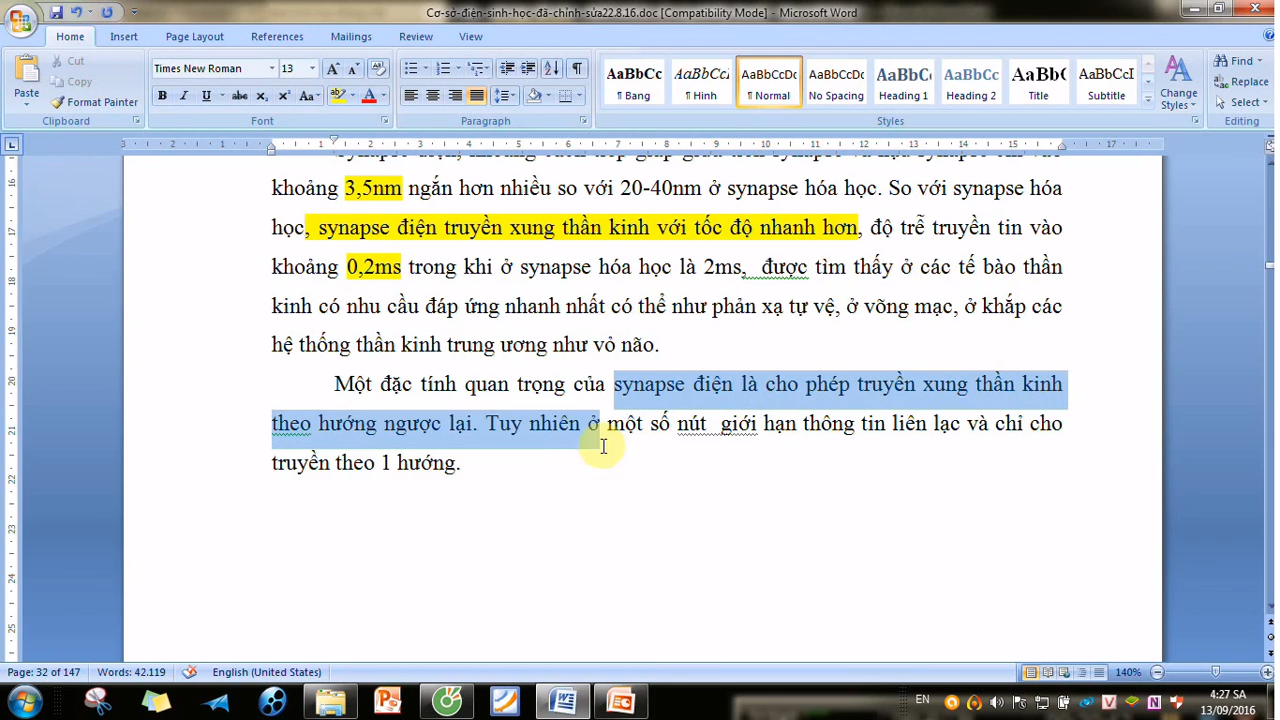 Cơ-sở-điện-sinh-học-đã-chỉnh-sửa22.8.16.doc [Compatibility Mode] - Microsoft Word
Home Insert Page Layout References Mailings Review View
Paste
Cut
Copy
Format Painter
Clipboard
Times New Roman 13
Font
Paragraph
AaBbCc AaBbCcI AaBbCcDc AaBbCcDc AaBbCc AaBbCc AaBbCc AaBbCcI
¶ Bang ¶ Hinh ¶ Normal No Spacing Heading 1 Heading 2 Title Subtitle
Change Styles
Styles
Find
Replace
Select
Editing
khoảng 3,5nm ngắn hơn nhiều so với 20-40nm ở synapse hóa học. So với synapse hóa
học, synapse điện truyền xung thần kinh với tốc độ nhanh hơn, độ trễ truyền tin vào
khoảng 0,2ms trong khi ở synapse hóa học là 2ms, được tìm thấy ở các tế bào thần
kinh có nhu cầu đáp ứng nhanh nhất có thể như phản xạ tự vệ, ở võng mạc, ở khắp các
hệ thống thần kinh trung ương như vỏ não.
Một đặc tính quan trọng của synapse điện là cho phép truyền xung thần kinh
theo hướng ngược lại. Tuy nhiên ở một số nút giới hạn thông tin liên lạc và chỉ cho
truyền theo 1 hướng.
Page: 32 of 147 Words: 42.119 English (United States) 140%
EN 4:27 SA
13/09/2016